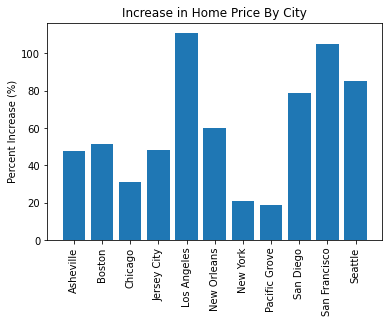 Increase in Home Price By City
Percent Increase (%)
100
80
60
40
20
0
Asheville
Boston
Chicago
Jersey City
Los Angeles
New Orleans
New York
Pacific Grove
San Diego
San Francisco
Seattle